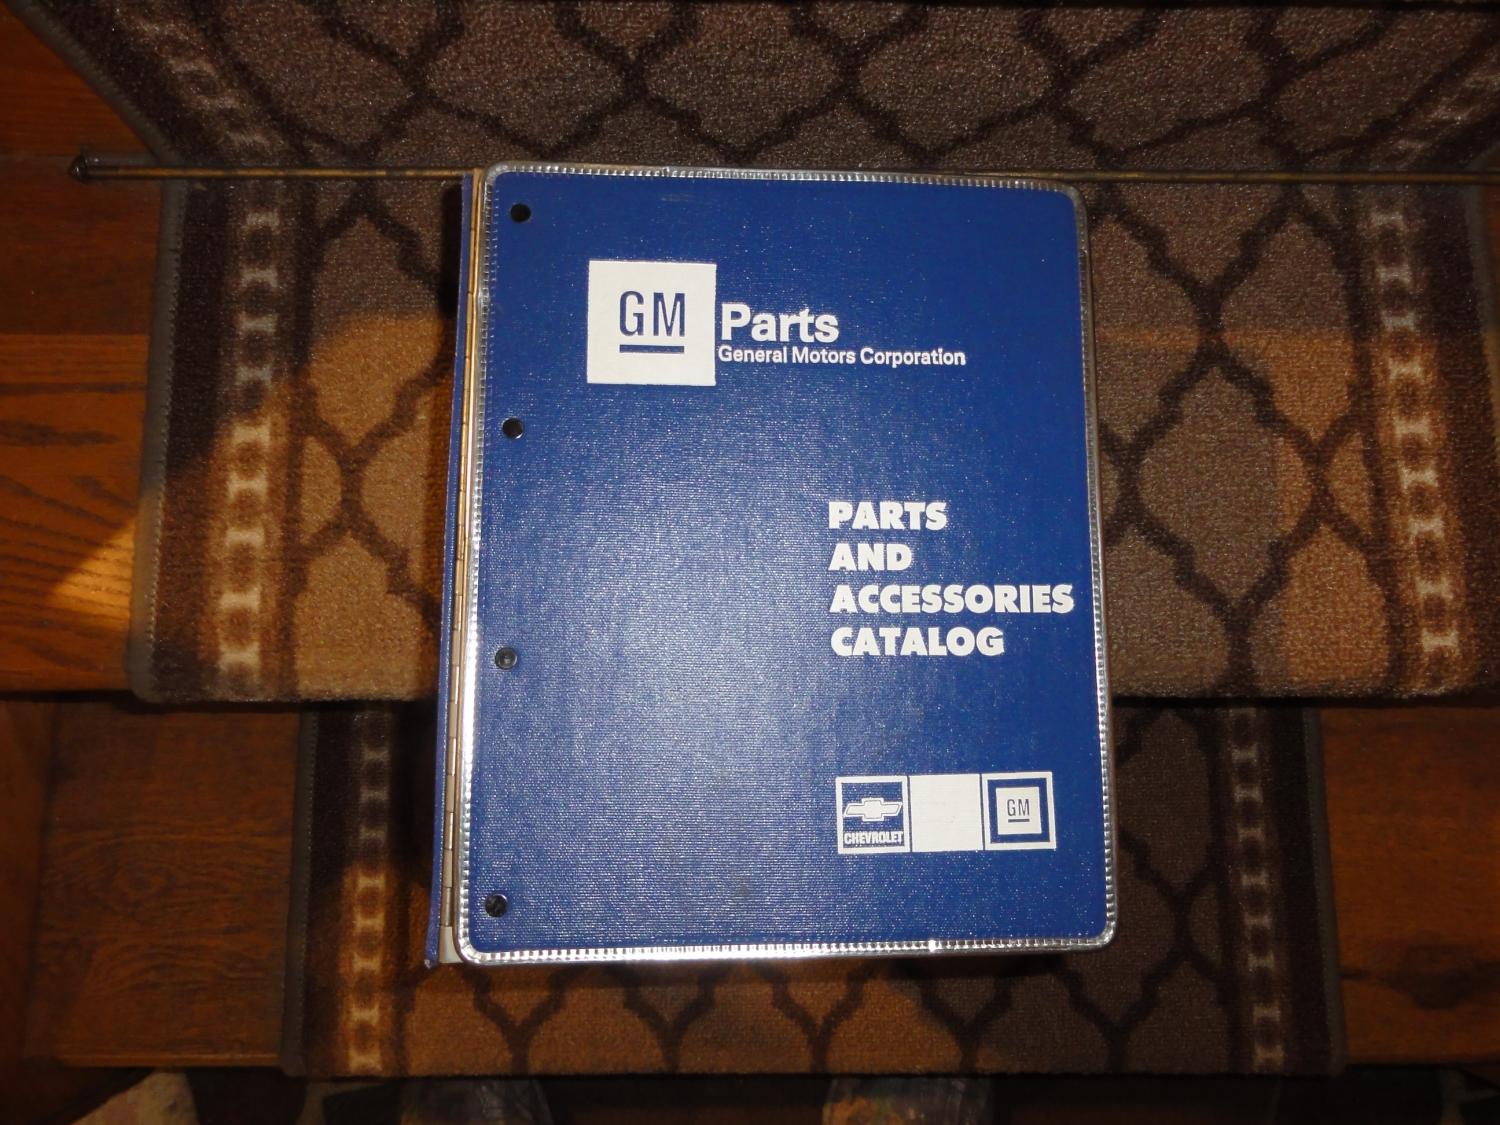 GM
Parts
General Motors Corporation
PARTS
AND
ACCESSORIES
CATALOG
CHEVROLET
GM